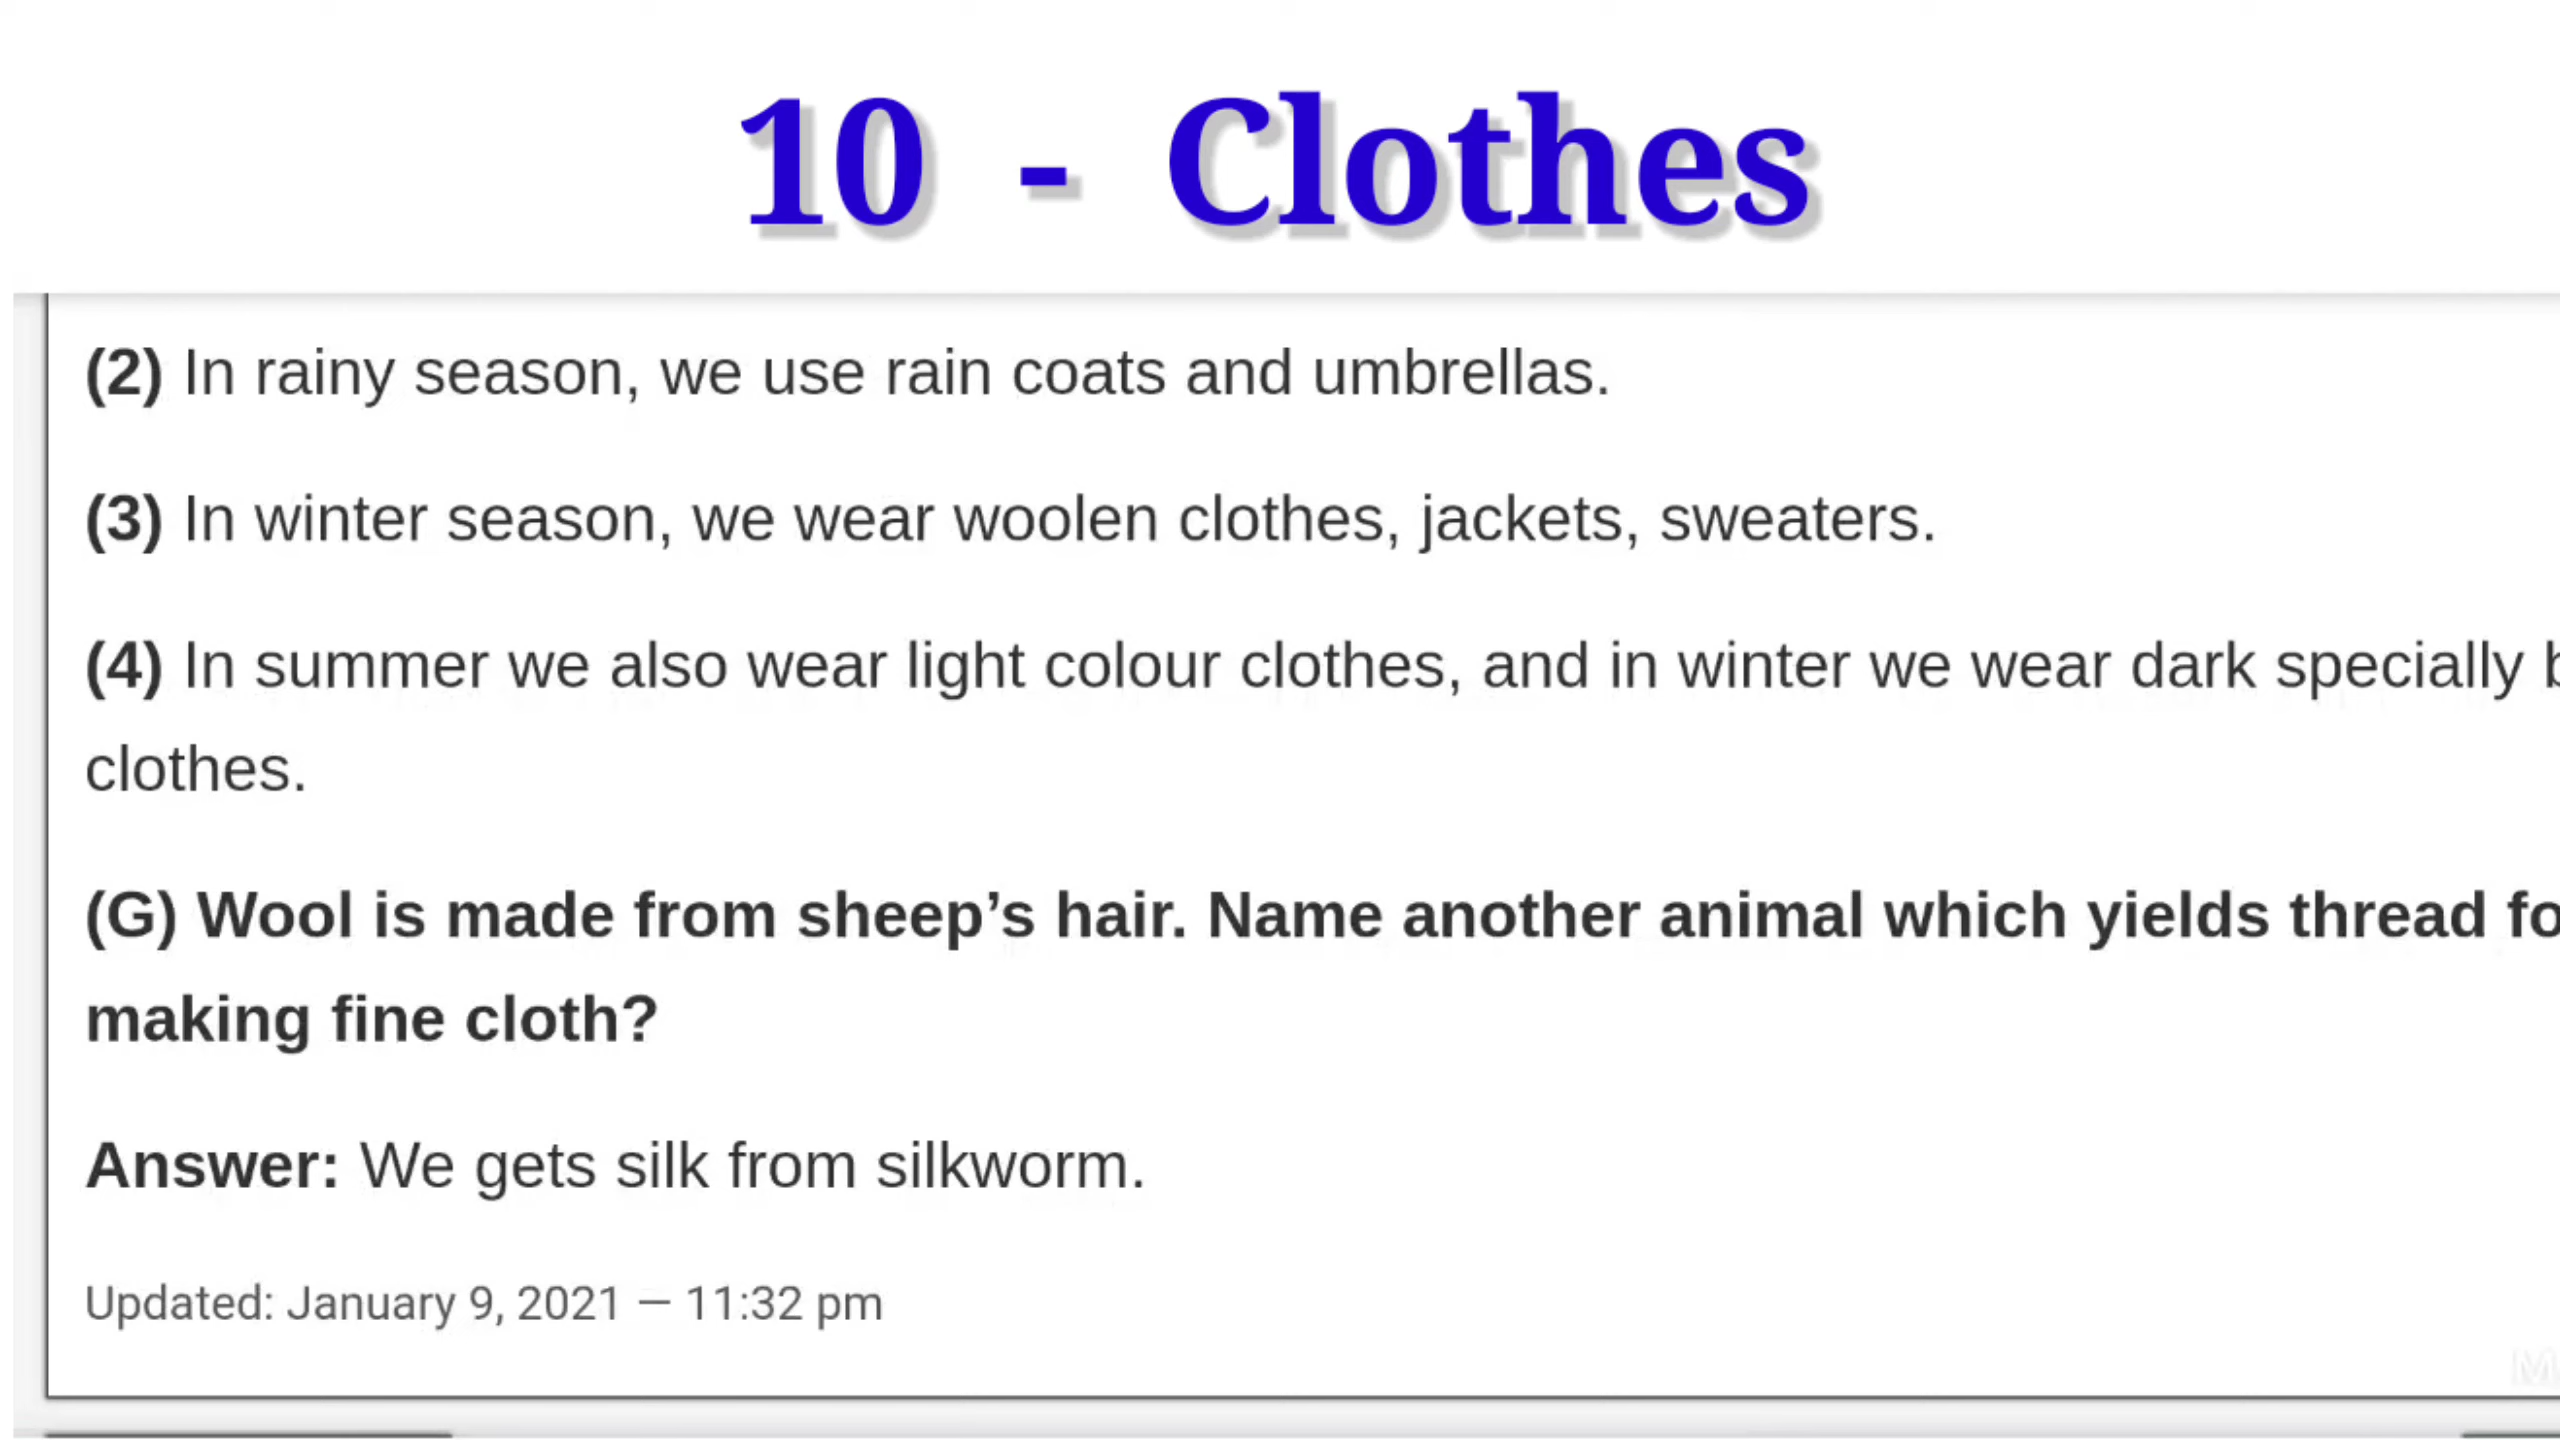 10 - Clothes
(2) In rainy season, we use rain coats and umbrellas.
(3) In winter season, we wear woolen clothes, jackets, sweaters.
(4) In summer we also wear light colour clothes, and in winter we wear dark specially
clothes.
(G) Wool is made from sheep’s hair. Name another animal which yields thread
making fine cloth?
Answer: We gets silk from silkworm.
Updated: January 9, 2021 — 11:32 pm